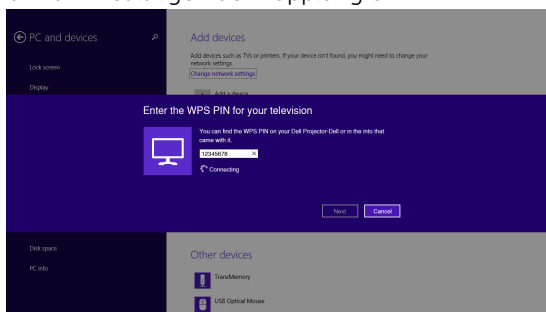 PC and devices
Lock screen
Display
Disk space
PC info
Add devices
Add devices such as TVs or printers. If your device isn't found, you might need to change your
network settings.
Change network settings
Add a device
Enter the WPS PIN for your television
You can find the WPS PIN on your Dell Projector-Dell or in the into that
came with it.
12345678
Connecting
Next
Cancel
Other devices
TransMemory
USB Optical Mouse